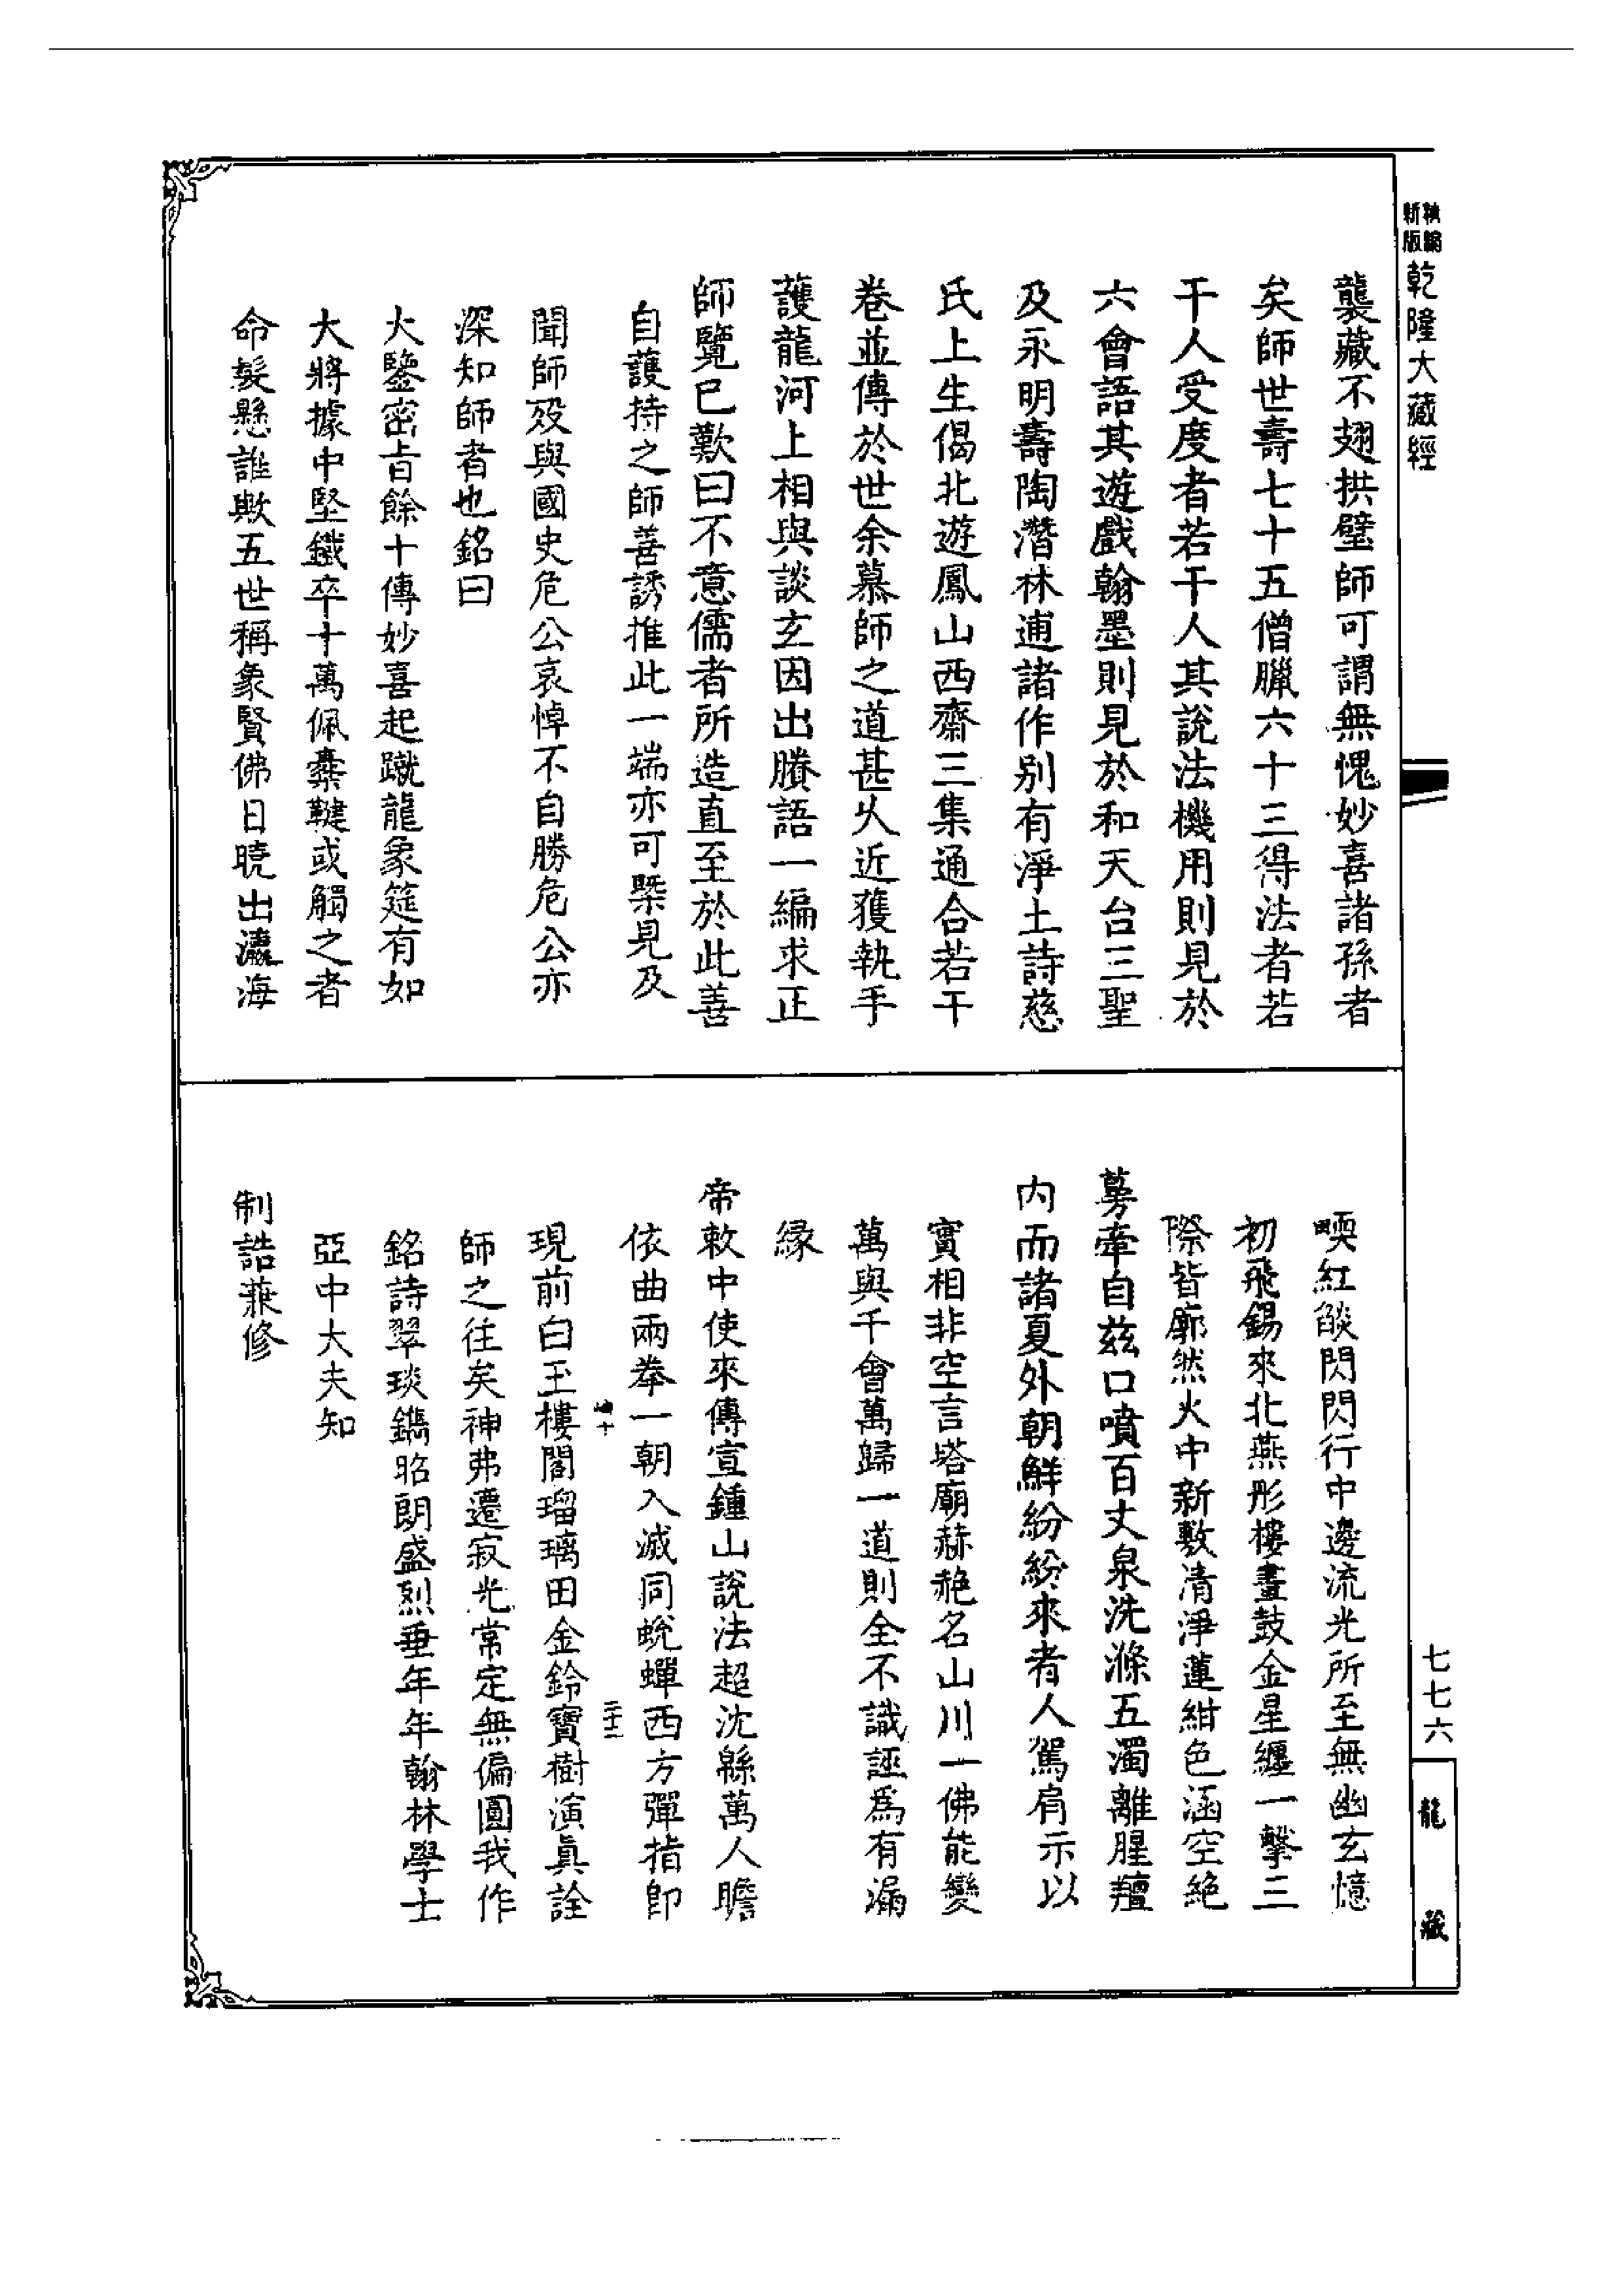 新編
新版
乾隆大藏經
襲藏不翅拱璧師可謂無愧妙喜諸孫者
矣師世壽七十五僧臘六十三得法者若
干人受度者若干人其說法機用則見於
六會語其遊戲翰墨則見於和天台三聖
及永明壽陶潛林逋諸作别有淨土詩慈
氏上生偈北遊鳳山西齋三集通合若干
卷並傳於世余慕師之道甚乆近獲執手
護龍河上相與談玄因出賸語一編求正
師覽已歎曰不意儒者所造直至於此善
自護持之師善誘推此一端亦可槩見及
聞師殁與國史危公哀悼不自勝危公亦
深知師者也銘曰
大鑒密旨餘十傳妙喜起蹴龍象筵有如
大將據中堅鐵卒十萬佩櫜鞬或觸之者
命髮懸誰歟五世稱象賢佛日曉出瀛海
堧紅燄閃閃行中邊流光所至無幽玄憶
初飛錫來北燕彤樓畫鼓金星纏一擊三
際皆廓然火中新敷清淨蓮紺色涵空絶
蒡牽自兹口噴百丈泉洗滌五濁離腥羶
内而諸夏外朝鮮紛紛來者人駕肩示以
實相非空言塔廟赫赩名山川一佛能變
萬與千會萬歸一道則全不識誣爲有漏
緣
帝敕中使來傳宣鍾山說法超沈緜萬人瞻
依曲兩拳一朝入滅同蛻蟬西方彈指即
二十二
現前白玉樓閣瑠璃田金鈴寶樹演眞詮
師之往矣神弗遷寂光常定無偏圓我作
銘詩翠琰鐫昭朗盛烈垂年年翰林學士
亞中大夫知
制誥兼修
七七六
龍藏